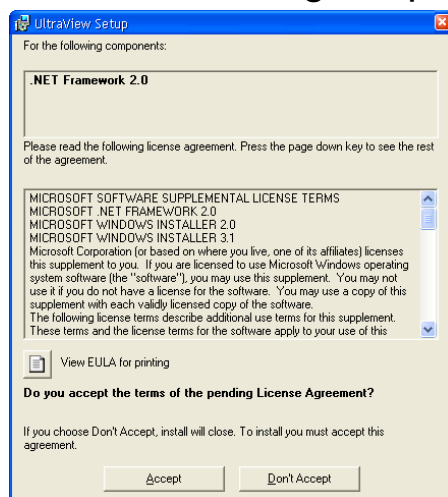 UltraView Setup
For the following components:
.NET Framework 2.0
Please read the following license agreement. Press the page down key to see the rest
of the agreement.
MICROSOFT SOFTWARE SUPPLEMENTAL LICENSE TERMS
MICROSOFT .NET FRAMEWORK 2.0
MICROSOFT WINDOWS INSTALLER 2.0
MICROSOFT WINDOWS INSTALLER 3.1
Microsoft Corporation (or based on where you live, one of its affiliates) licenses
this supplement to you.  If you are licensed to use Microsoft Windows operating
system software (the "software"), you may use this supplement.  You may not
use it if you do not have a license for the software.  You may use a copy of this
supplement with each validly licensed copy of the software.
The following license terms describe additional use terms for this supplement.
These terms and the license terms for the software apply to your use of this
View EULA for printing
Do you accept the terms of the pending License Agreement?
If you choose Don't Accept, install will close. To install you must accept this
agreement.
Accept
Don't Accept